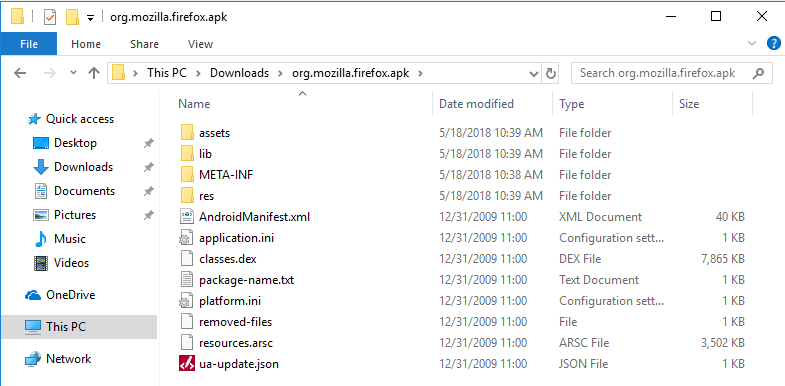 org.mozilla.firefox.apk
File Home Share View
This PC Downloads org.mozilla.firefox.apk Search org.mozilla.firefox.apk
Name Date modified Type Size
Quick access
Desktop
Downloads
Documents
Pictures
Music
Videos
OneDrive
This PC
Network
assets 5/18/2018 10:39 AM File folder
lib 5/18/2018 10:39 AM File folder
META-INF 5/18/2018 10:38 AM File folder
res 5/18/2018 10:39 AM File folder
AndroidManifest.xml 12/31/2009 11:00 XML Document 40 KB
application.ini 12/31/2009 11:00 Configuration sett... 1 KB
classes.dex 12/31/2009 11:00 DEX File 7,865 KB
package-name.txt 12/31/2009 11:00 Text Document 1 KB
platform.ini 12/31/2009 11:00 Configuration sett... 1 KB
removed-files 12/31/2009 11:00 File 1 KB
resources.arsc 12/31/2009 11:00 ARSC File 3,502 KB
ua-update.json 12/31/2009 11:00 JSON File 1 KB